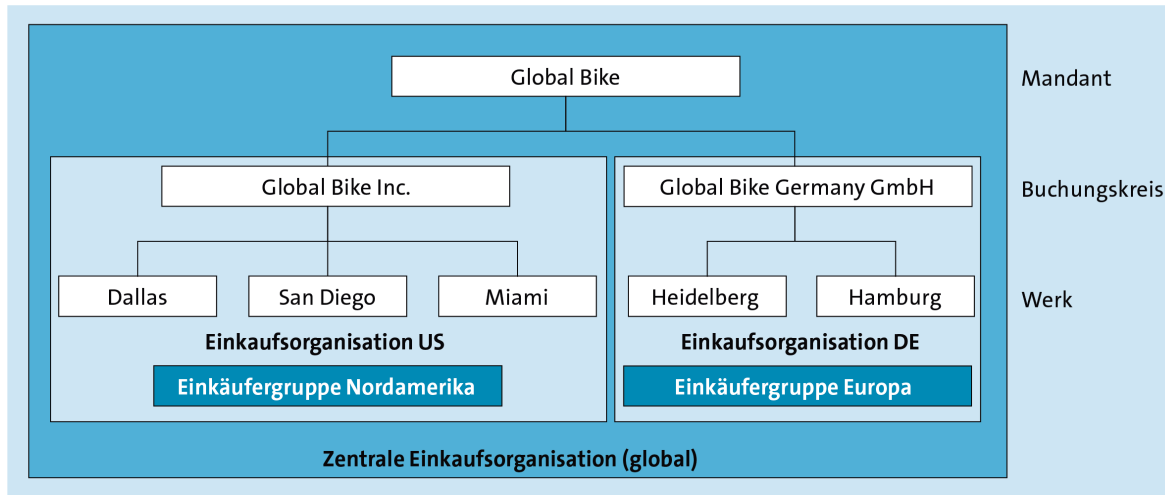 Global Bike
Mandant
Global Bike Inc.
Global Bike Germany GmbH
Buchungskreis
Dallas
San Diego
Miami
Heidelberg
Hamburg
Werk
Einkaufsorganisation US
Einkaufsorganisation DE
Einkäufergruppe Nordamerika
Einkäufergruppe Europa
Zentrale Einkaufsorganisation (global)